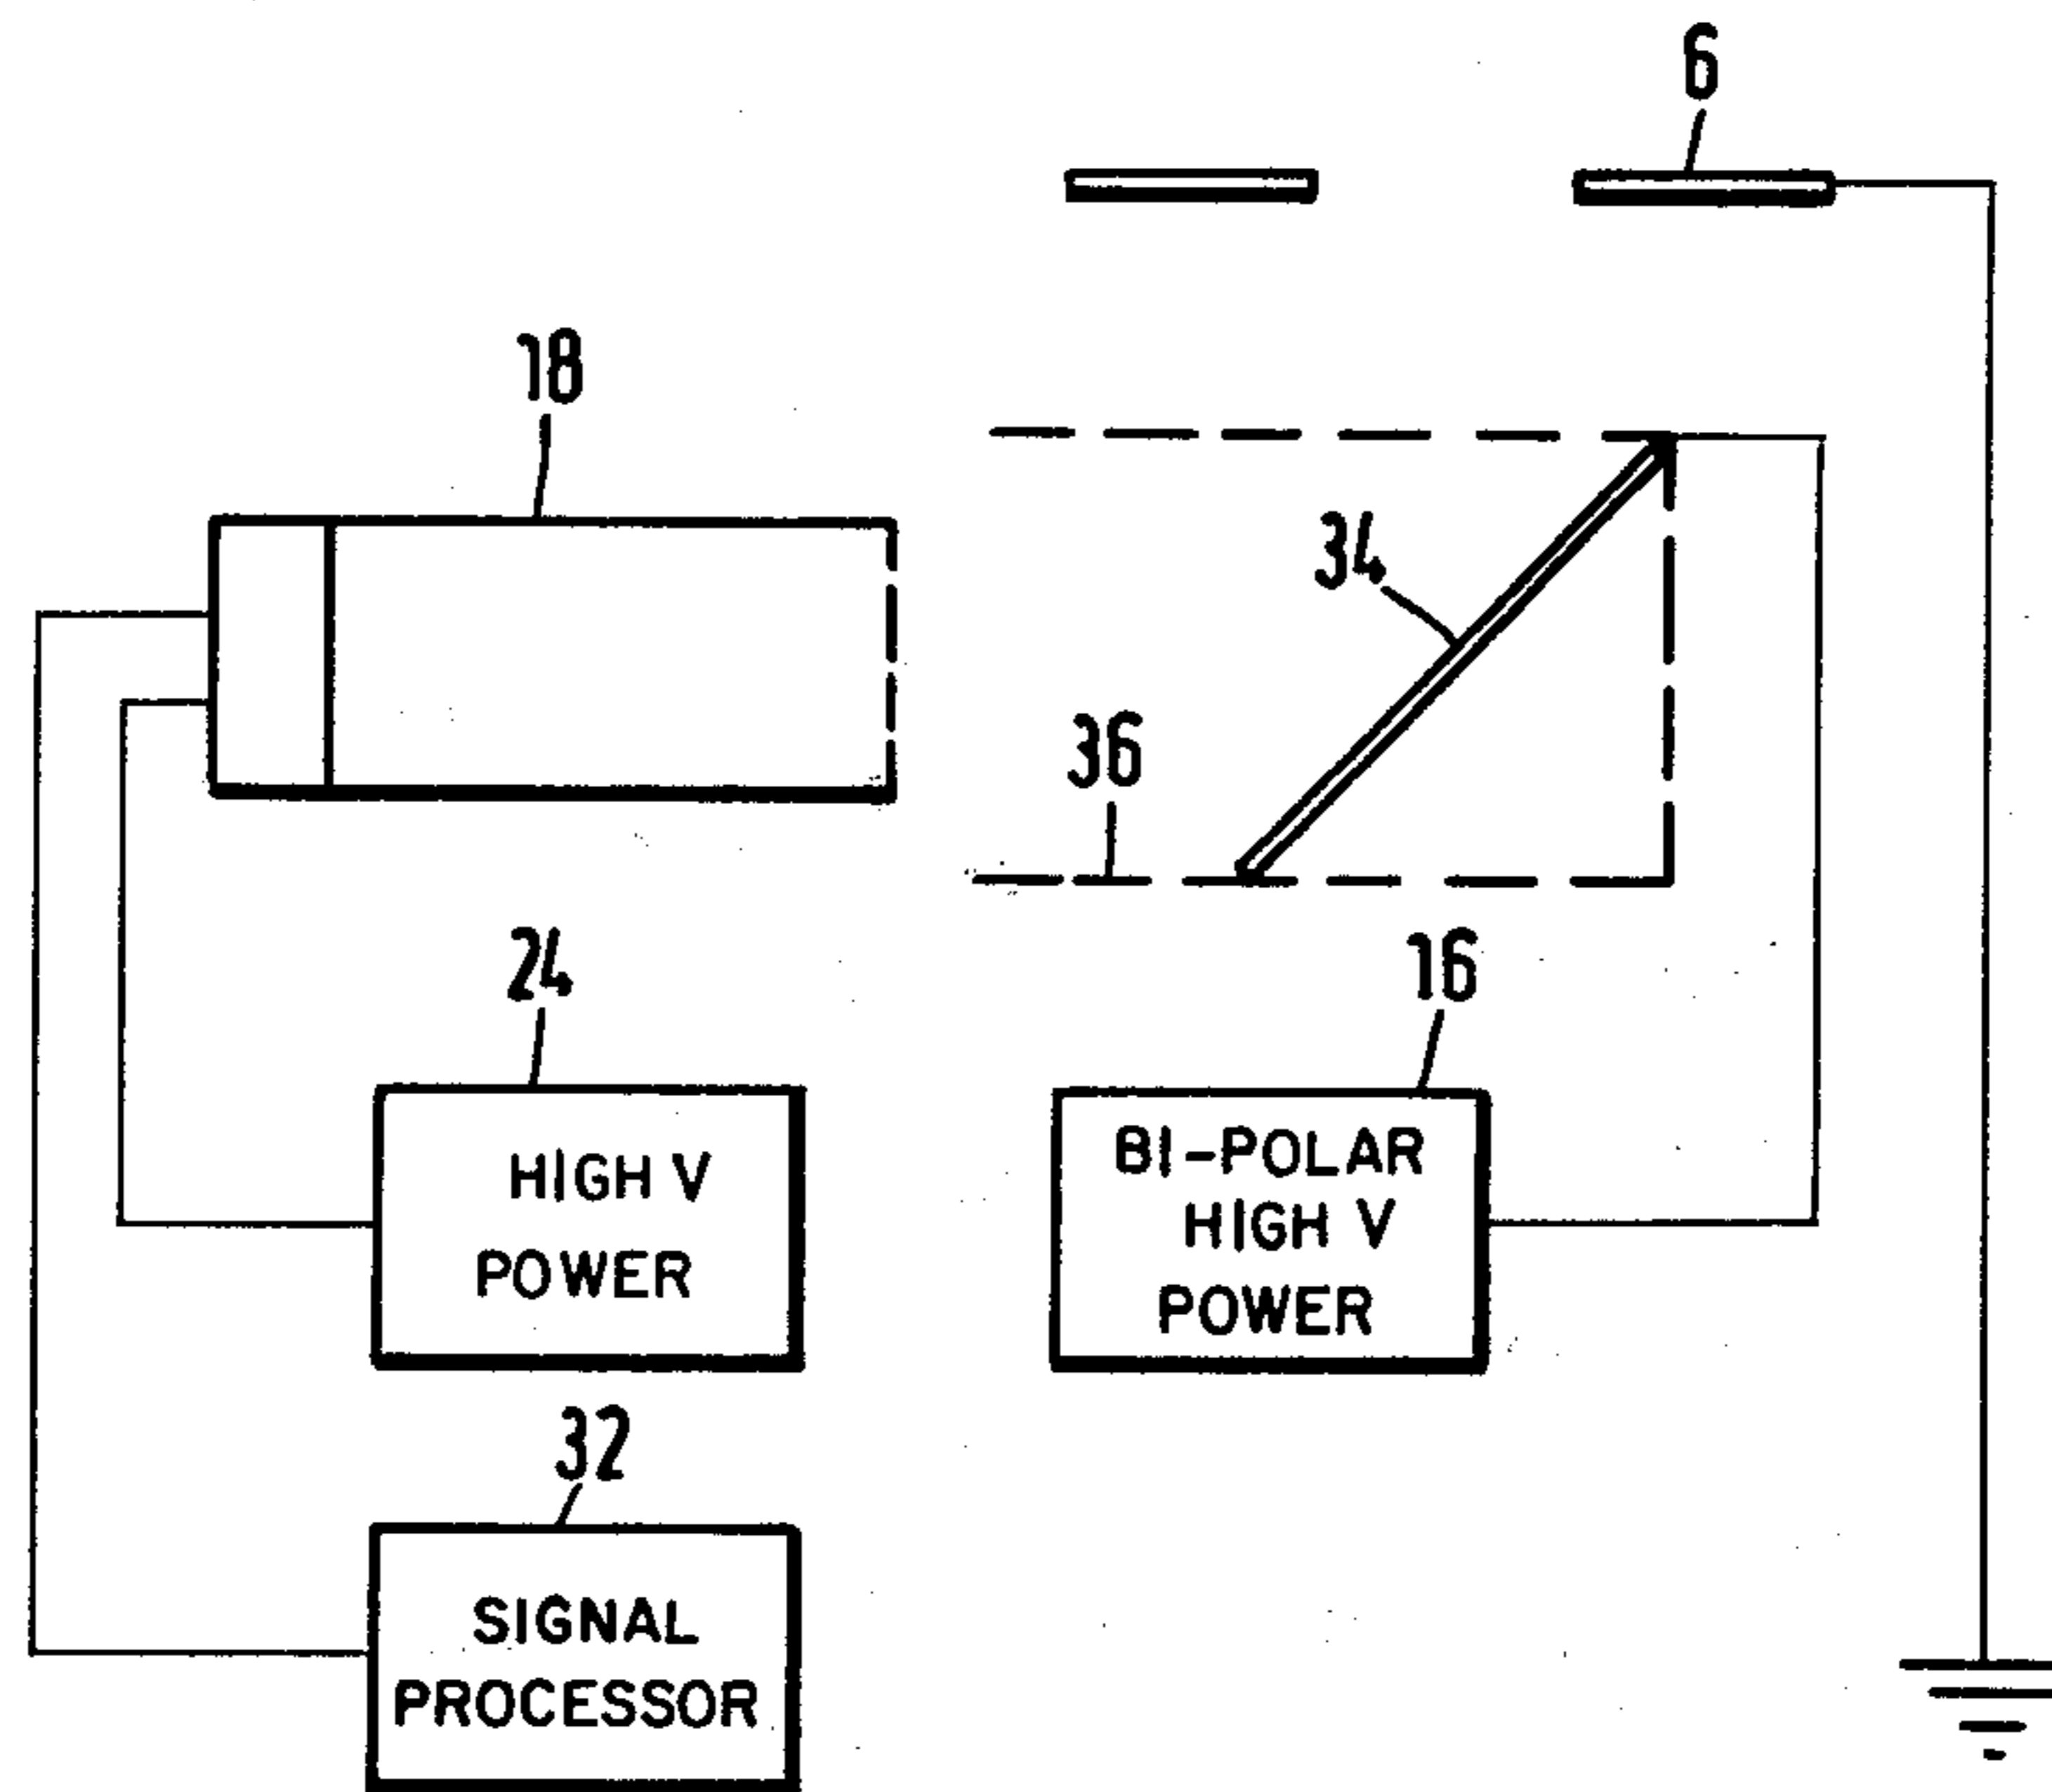 6
18
34
36
24
16
HIGH V
POWER
BI-POLAR
HIGH V
POWER
32
SIGNAL
PROCESSOR